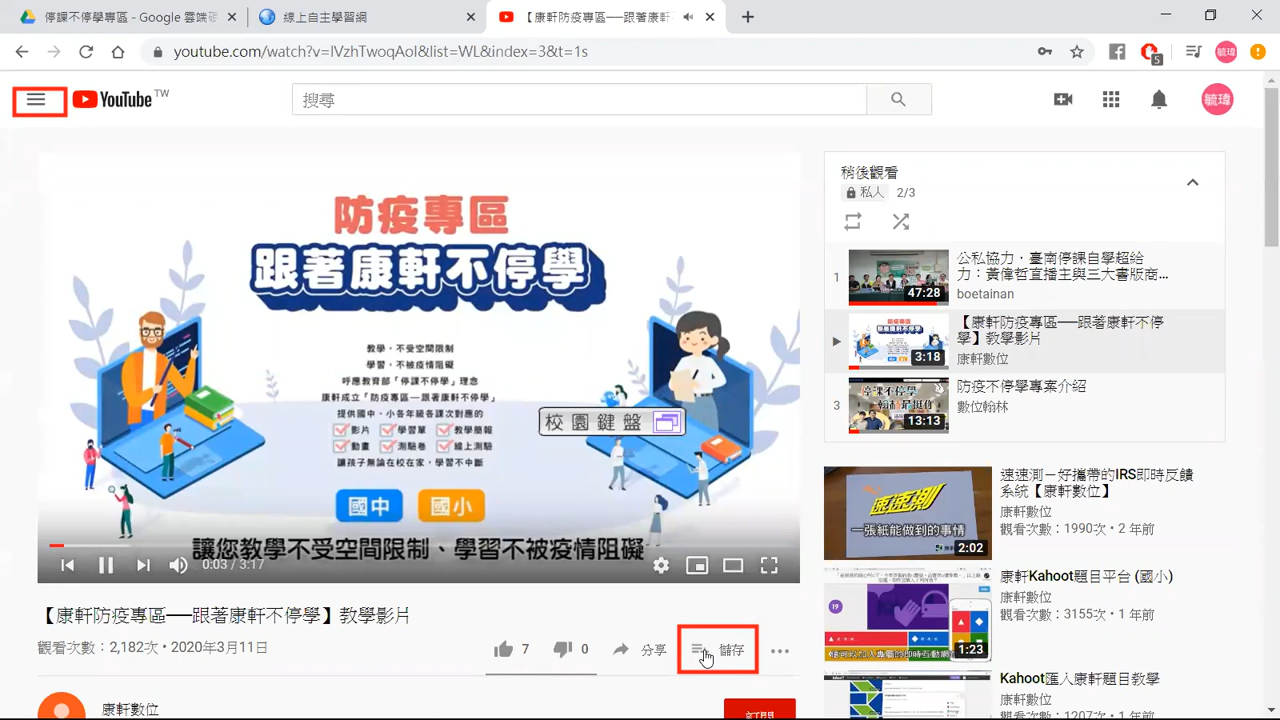 停課不停學專區 - Google 雲端
線上自主學習網
【康軒防疫專區──跟著康軒
youtube.com/watch?v=IVzhTwoqAoI&list=WL&index=3&t=1s
5
毓瑋
YouTube TW
搜尋
毓瑋
防疫專區
跟著康軒不停學
教學，不受空間限制
學習，不被疫情阻礙
呼應教育部「停課不停學」理念
康軒成立「防疫專區─跟著康軒不停學」
提供國中、小各年級各課次對應的
影片 學習單 教學簡報
動畫 測驗卷 線上測驗
讓孩子無論在校在家，學習不中斷
校園鍵盤
國中 國小
讓您教學不受空間限制、學習不被疫情阻礙
【康軒防疫專區──跟著康軒不停學】教學影片
7 0 分享 儲存
訂閱
稍後觀看
私人 2/3
1
47:28
公私協力．臺南停課自學超給
力：黃偉哲直播主與三大書版商...
boetainan
3:18
【康軒防疫專區──跟著康軒不停
學】教學影片
康軒數位
3
13:13
防疫不停學專案介紹
數位翰林
速速測
一張紙能做到的事情
2:02
速速測－好攜帶的IRS即時反饋
系統【康軒數位】
康軒數位
觀看次數：1990次・2 年前
19
1:23
康軒Kahoot題目平台 (國小)
康軒數位
觀看次數：3155次・1 年前
Kahoot匯入康軒題目教學
康軒數位
觀看次數：1207次・1 年前